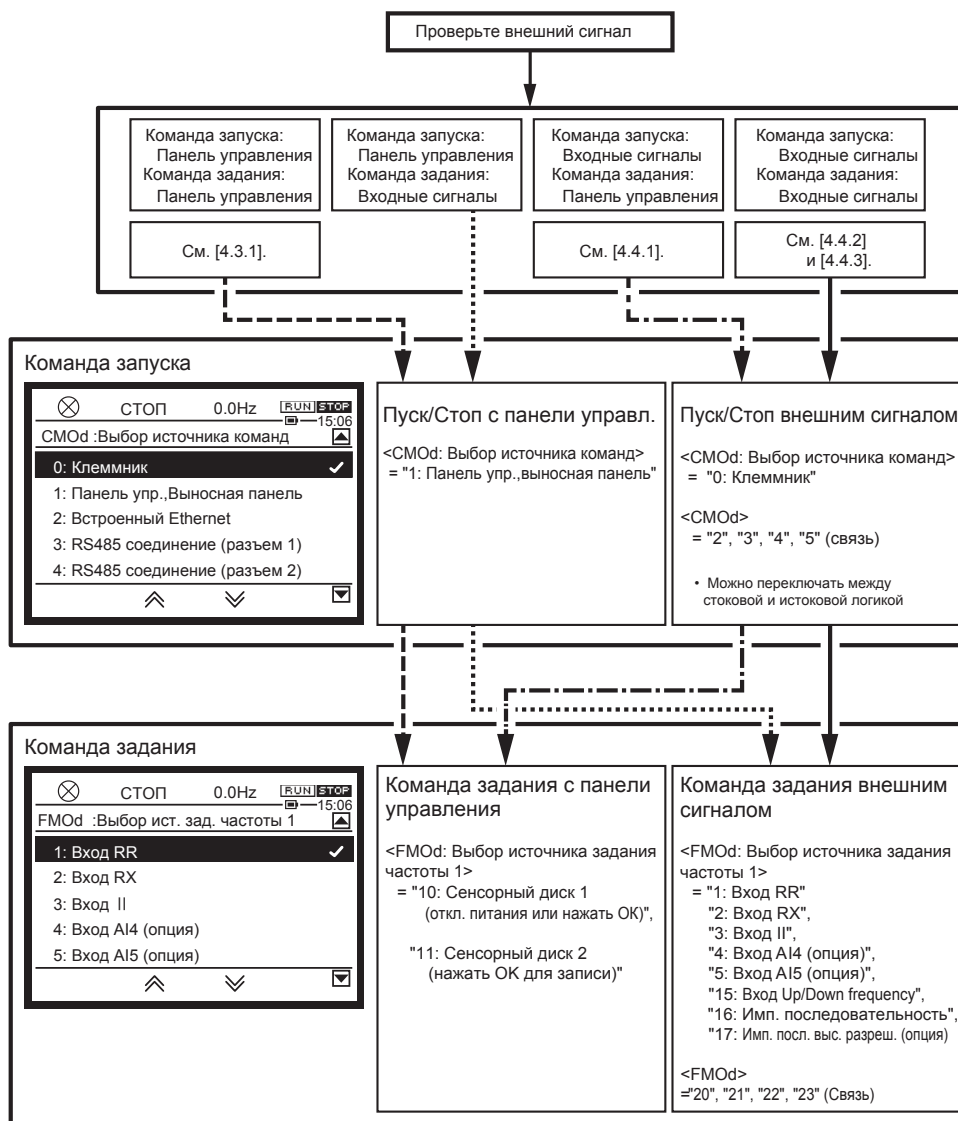 Проверьте внешний сигнал
Команда запуска:
Панель управления
Команда задания:
Панель управления
Команда запуска:
Панель управления
Команда задания:
Входные сигналы
Команда запуска:
Входные сигналы
Команда задания:
Панель управления
Команда запуска:
Входные сигналы
Команда задания:
Входные сигналы
См. [4.3.1].
См. [4.4.1].
См. [4.4.2]
и [4.4.3].
Команда запуска
СТОП 0.0Hz RUN STOP
15:06
CMOd :Выбор источника команд
0: Клеммник
1: Панель упр.,Выносная панель
2: Встроенный Ethernet
3: RS485 соединение (разъем 1)
4: RS485 соединение (разъем 2)
Пуск/Стоп с панели управл.
<CMOd: Выбор источника команд>
= "1: Панель упр.,выносная панель"
Пуск/Стоп внешним сигналом
<CMOd: Выбор источника команд>
= "0: Клеммник"
<CMOd>
= "2", "3", "4", "5" (связь)
• Можно переключать между
стоковой и истоковой логикой
Команда задания
СТОП 0.0Hz RUN STOP
15:06
FMOd :Выбор ист. зад. частоты 1
1: Вход RR
2: Вход RX
3: Вход II
4: Вход AI4 (опция)
5: Вход AI5 (опция)
Команда задания с панели
управления
<FMOd: Выбор источника задания
частоты 1>
= "10: Сенсорный диск 1
(откл. питания или нажать ОК)",
"11: Сенсорный диск 2
(нажать OK для записи)"
Команда задания внешним
сигналом
<FMOd: Выбор источника задания
частоты 1>
= "1: Вход RR"
"2: Вход RX",
"3: Вход II",
"4: Вход AI4 (опция)",
"5: Вход AI5 (опция)",
"15: Вход Up/Down frequency",
"16: Имп. последовательность",
"17: Имп. посл. выс. разреш. (опция)
<FMOd>
="20", "21", "22", "23" (Связь)